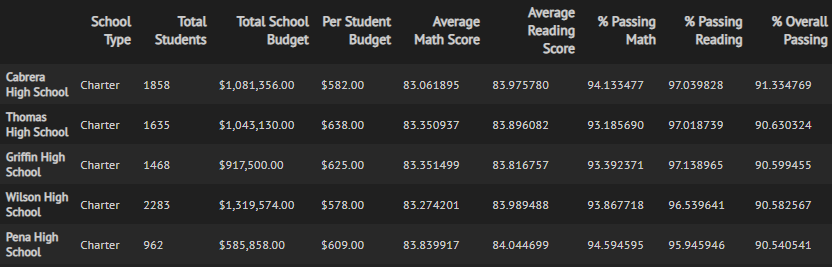 School Type Total Students Total School Budget Per Student Budget Average Math Score Average Reading Score % Passing Math % Passing Reading % Overall Passing
Cabrera High School Charter 1858 $1,081,356.00 $582.00 83.061895 83.975780 94.133477 97.039828 91.334769
Thomas High School Charter 1635 $1,043,130.00 $638.00 83.350937 83.896082 93.185690 97.018739 90.630324
Griffin High School Charter 1468 $917,500.00 $625.00 83.351499 83.816757 93.392371 97.138965 90.599455
Wilson High School Charter 2283 $1,319,574.00 $578.00 83.274201 83.989488 93.867718 96.539641 90.582567
Pena High School Charter 962 $585,858.00 $609.00 83.839917 84.044699 94.594595 95.945946 90.540541